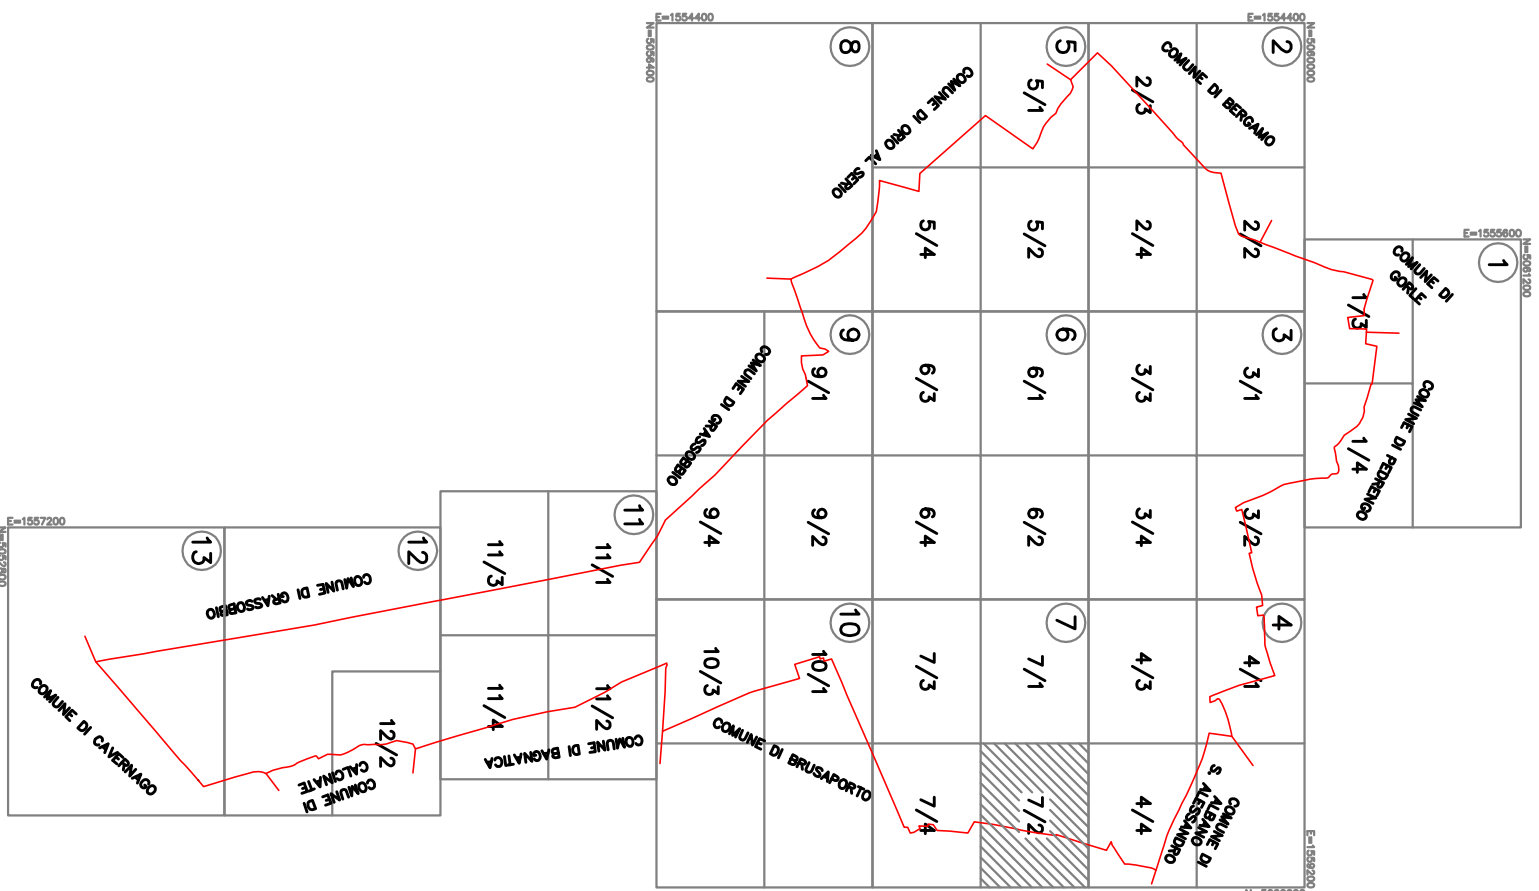 E=1554400
E=1554400
N=5056400
N=5060000
E=1555600
N=5061200
1
2
5
8
COMUNE DI BERGAMO
COMUNE DI ORIO AL SERIO
COMUNE DI
GORLE
5/1
2/3
5/4
5/2
2/4
2/2
1/3
9
6
3
COMUNE DI PEDRENGO
COMUNE DI GRASSOBBIO
9/1
6/3
6/1
3/3
3/1
1/4
E=1557200
N=5052800
13
12
11
11/3
11/1
9/4
9/2
6/4
6/2
3/4
3/2
COMUNE DI GRASSOBBIO
10
7
4
10/3
10/1
7/3
7/1
4/3
4/1
11/4
11/2
12/2
COMUNE DI CAVERNAGO
COMUNE DI
CALCINATE
COMUNE DI BAGNATICA
COMUNE DI BRUSAPORTO
7/4
7/2
4/4
COMUNE DI
ALBANO
S. ALESSANDRO
E=1559200